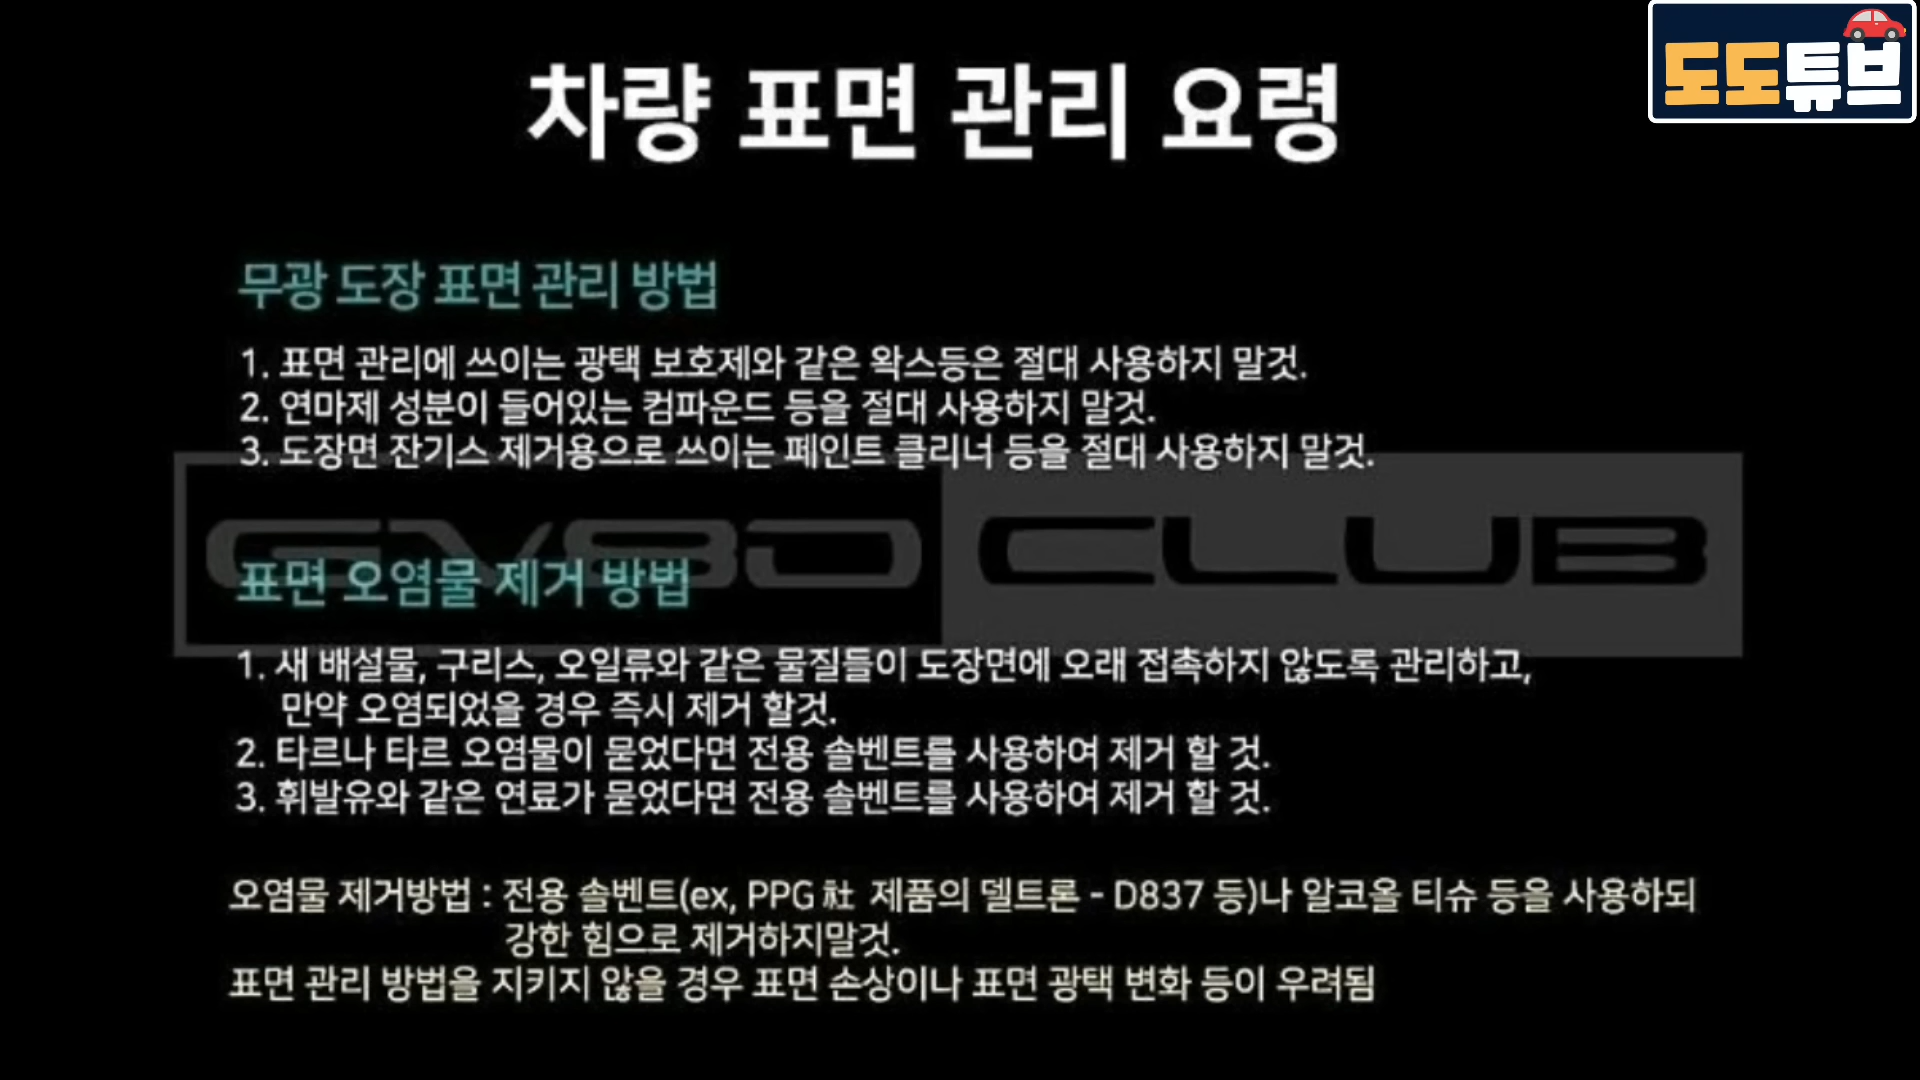 도도튜브
차량 표면 관리 요령
무광 도장 표면 관리 방법
1. 표면 관리에 쓰이는 광택 보호제와 같은 왁스등은 절대 사용하지 말것.
2. 연마제 성분이 들어있는 컴파운드 등을 절대 사용하지 말것.
3. 도장면 잔기스 제거용으로 쓰이는 페인트 클리너 등을 절대 사용하지 말것.
GV80 CLUB
표면 오염물 제거 방법
1. 새 배설물, 구리스, 오일류와 같은 물질들이 도장면에 오래 접촉하지 않도록 관리하고,
만약 오염되었을 경우 즉시 제거 할것.
2. 타르나 타르 오염물이 묻었다면 전용 솔벤트를 사용하여 제거 할 것.
3. 휘발유와 같은 연료가 묻었다면 전용 솔벤트를 사용하여 제거 할 것.
오염물 제거방법 : 전용 솔벤트(ex, PPG 社 제품의 델트론 - D837 등)나 알코올 티슈 등을 사용하되
강한 힘으로 제거하지말것.
표면 관리 방법을 지키지 않을 경우 표면 손상이나 표면 광택 변화 등이 우려됨